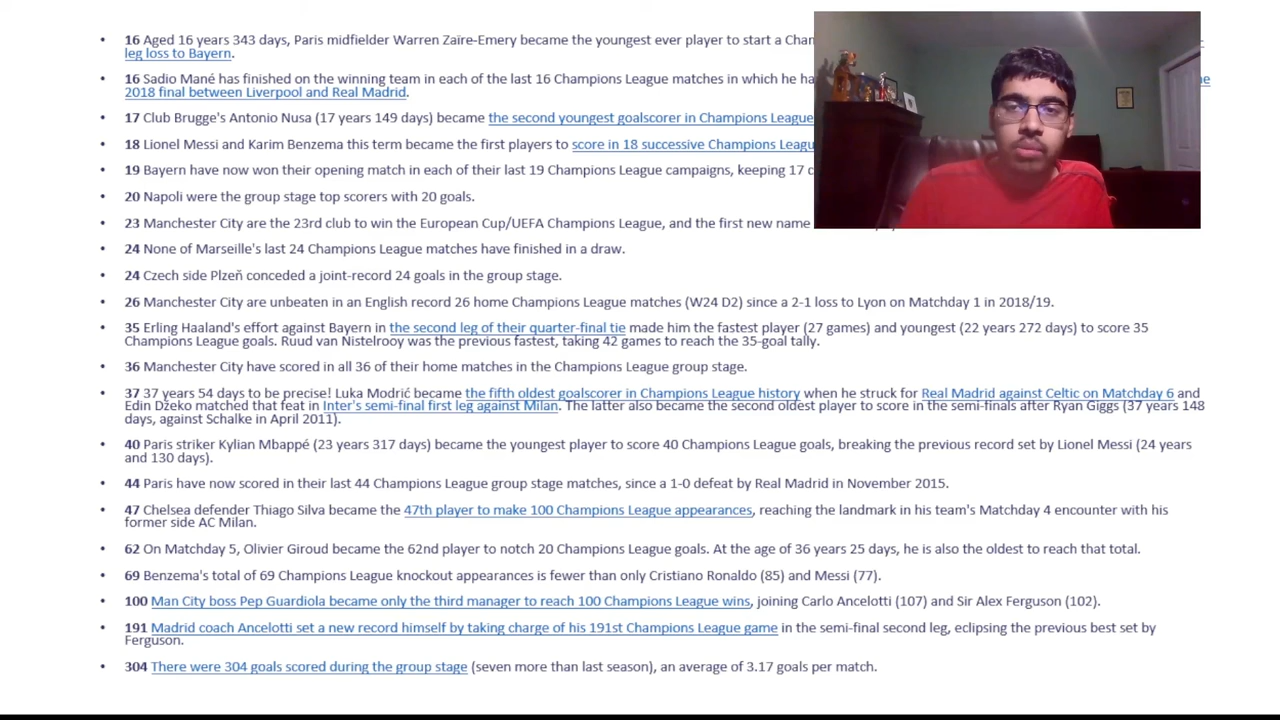 • 16 Aged 16 years 343 days, Paris midfielder Warren Zaïre-Emery became the youngest ever player to start a Cham
leg loss to Bayern.
• 16 Sadio Mané has finished on the winning team in each of the last 16 Champions League matches in which he ha
2018 final between Liverpool and Real Madrid.
• 17 Club Brugge's Antonio Nusa (17 years 149 days) became the second youngest goalscorer in Champions League
• 18 Lionel Messi and Karim Benzema this term became the first players to score in 18 successive Champions Leagu
• 19 Bayern have now won their opening match in each of their last 19 Champions League campaigns, keeping 17 c
• 20 Napoli were the group stage top scorers with 20 goals.
• 23 Manchester City are the 23rd club to win the European Cup/UEFA Champions League, and the first new name
• 24 None of Marseille's last 24 Champions League matches have finished in a draw.
• 24 Czech side Plzeň conceded a joint-record 24 goals in the group stage.
• 26 Manchester City are unbeaten in an English record 26 home Champions League matches (W24 D2) since a 2-1 loss to Lyon on Matchday 1 in 2018/19.
• 35 Erling Haaland's effort against Bayern in the second leg of their quarter-final tie made him the fastest player (27 games) and youngest (22 years 272 days) to score 35
Champions League goals. Ruud van Nistelrooy was the previous fastest, taking 42 games to reach the 35-goal tally.
• 36 Manchester City have scored in all 36 of their home matches in the Champions League group stage.
• 37 37 years 54 days to be precise! Luka Modrić became the fifth oldest goalscorer in Champions League history when he struck for Real Madrid against Celtic on Matchday 6 and
Edin Džeko matched that feat in Inter's semi-final first leg against Milan. The latter also became the second oldest player to score in the semi-finals after Ryan Giggs (37 years 148
days, against Schalke in April 2011).
• 40 Paris striker Kylian Mbappé (23 years 317 days) became the youngest player to score 40 Champions League goals, breaking the previous record set by Lionel Messi (24 years
and 130 days).
• 44 Paris have now scored in their last 44 Champions League group stage matches, since a 1-0 defeat by Real Madrid in November 2015.
• 47 Chelsea defender Thiago Silva became the 47th player to make 100 Champions League appearances, reaching the landmark in his team's Matchday 4 encounter with his
former side AC Milan.
• 62 On Matchday 5, Olivier Giroud became the 62nd player to notch 20 Champions League goals. At the age of 36 years 25 days, he is also the oldest to reach that total.
• 69 Benzema's total of 69 Champions League knockout appearances is fewer than only Cristiano Ronaldo (85) and Messi (77).
• 100 Man City boss Pep Guardiola became only the third manager to reach 100 Champions League wins, joining Carlo Ancelotti (107) and Sir Alex Ferguson (102).
• 191 Madrid coach Ancelotti set a new record himself by taking charge of his 191st Champions League game in the semi-final second leg, eclipsing the previous best set by
Ferguson.
• 304 There were 304 goals scored during the group stage (seven more than last season), an average of 3.17 goals per match.